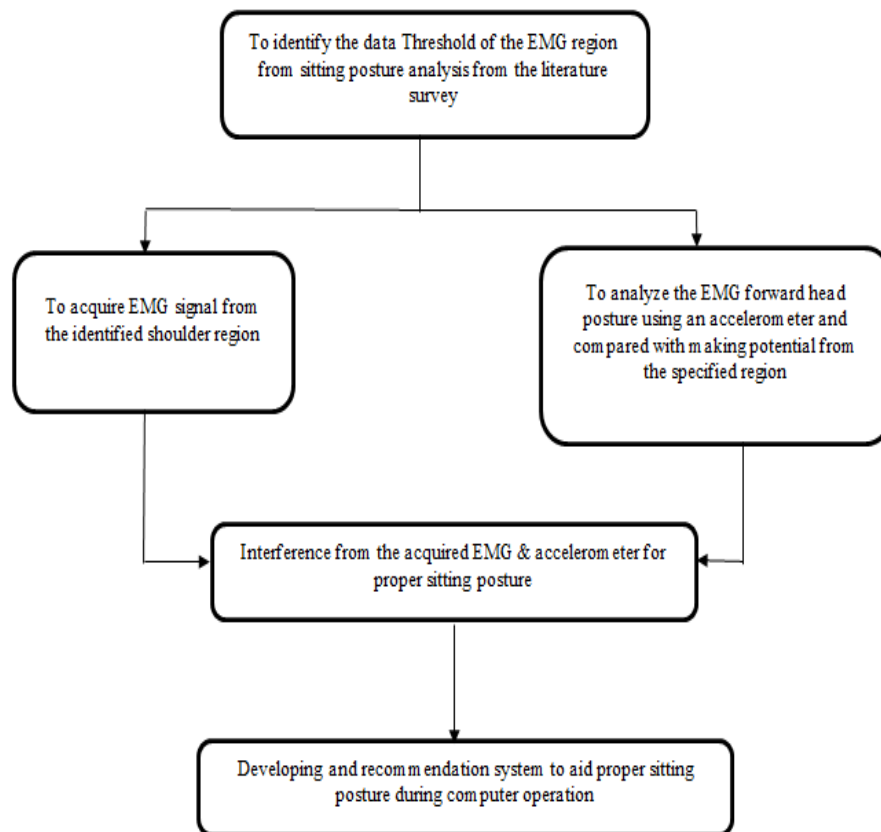 To identify the data Threshold of the EMG region
from sitting posture analysis from the literature
survey
To acquire EMG signal from
the identified shoulder region
To analyze the EMG forward head
posture using an accelerometer and
compared with making potential from
the specified region
Interference from the acquired EMG & accelerometer for
proper sitting posture
Developing and recommendation system to aid proper sitting
posture during computer operation